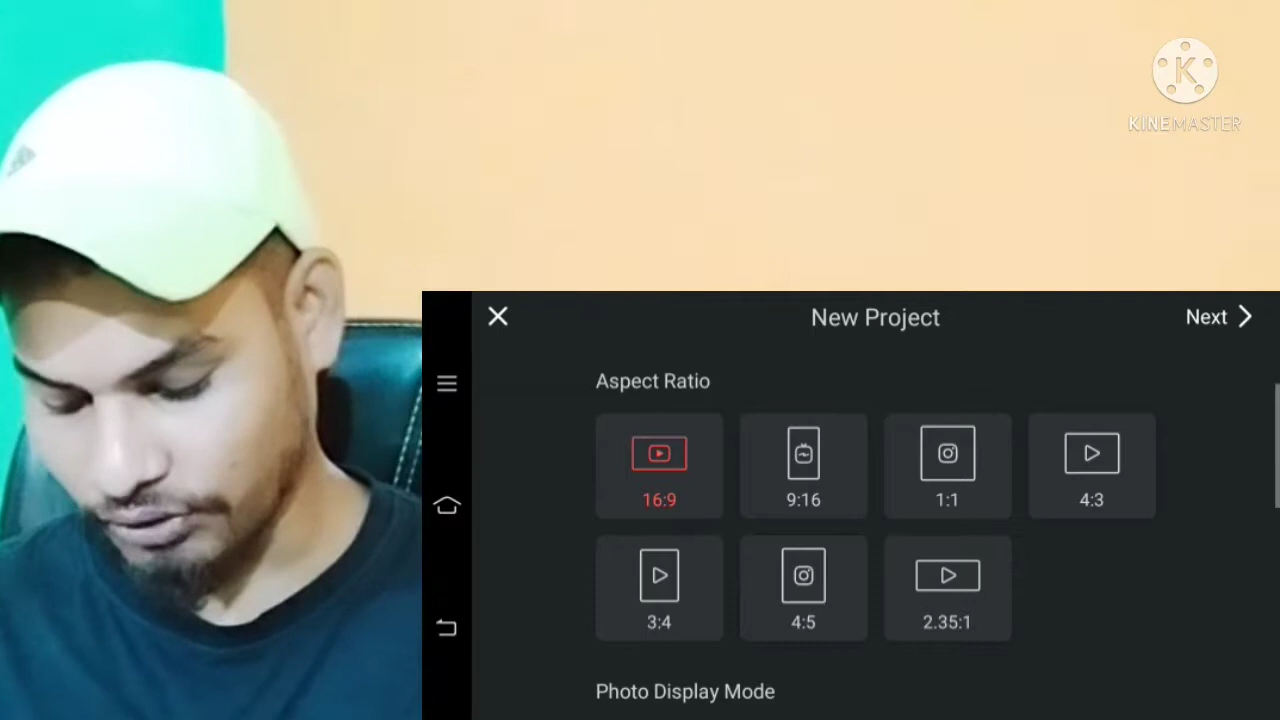 K
KINEMASTER
New Project
Next
Aspect Ratio
16:9
9:16
1:1
4:3
3:4
4:5
2.35:1
Photo Display Mode